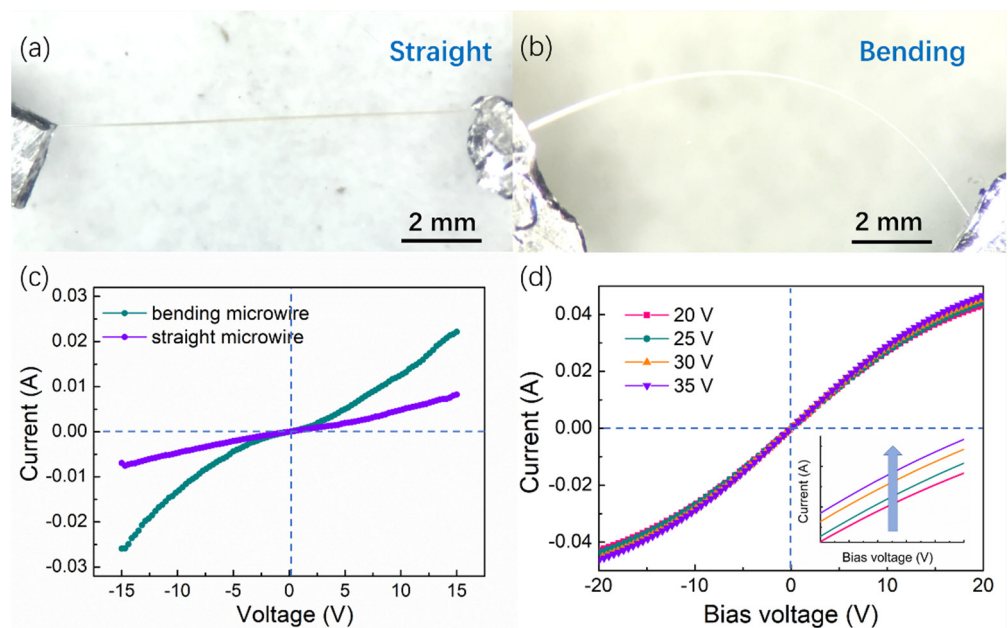 (a)
Straight
2 mm
(b)
Bending
2 mm
(c)
bending microwire
straight microwire
Current (A)
0.03
0.02
0.01
0.00
-0.01
-0.02
-0.03
-15
-10
-5
0
5
10
15
Voltage (V)
(d)
20 V
25 V
30 V
35 V
Current (A)
0.04
0.02
0.00
-0.02
-0.04
-20
-10
0
10
20
Bias voltage (V)
Current (A)
Bias voltage (V)